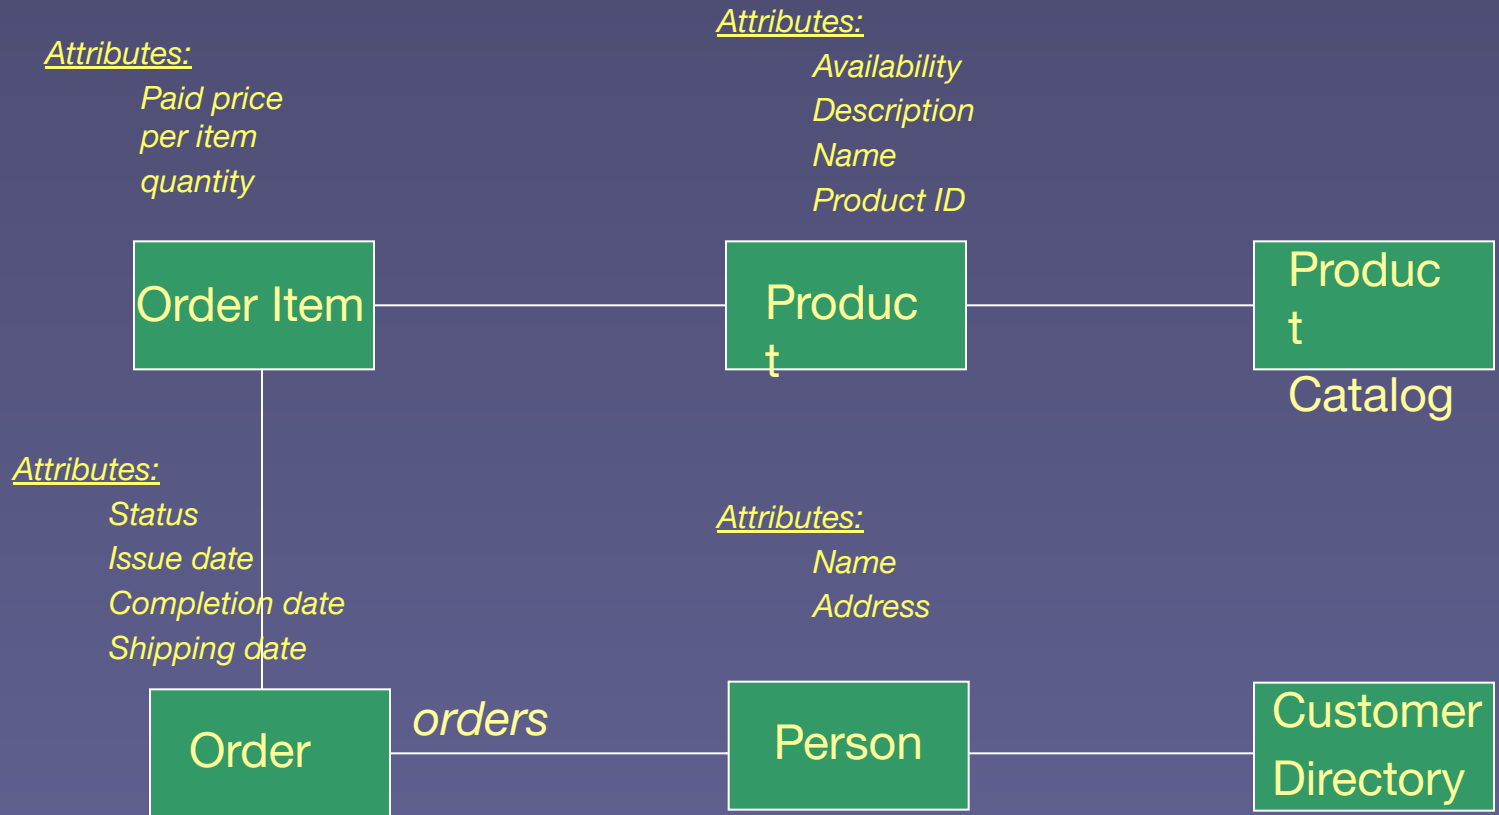 Attributes:
Paid price
per item
quantity
Attributes:
Availability
Description
Name
Product ID
Order Item
Produc
t
Produc
t
Catalog
Attributes:
Status
Issue date
Completion date
Shipping date
Attributes:
Name
Address
Order
orders
Person
Customer
Directory